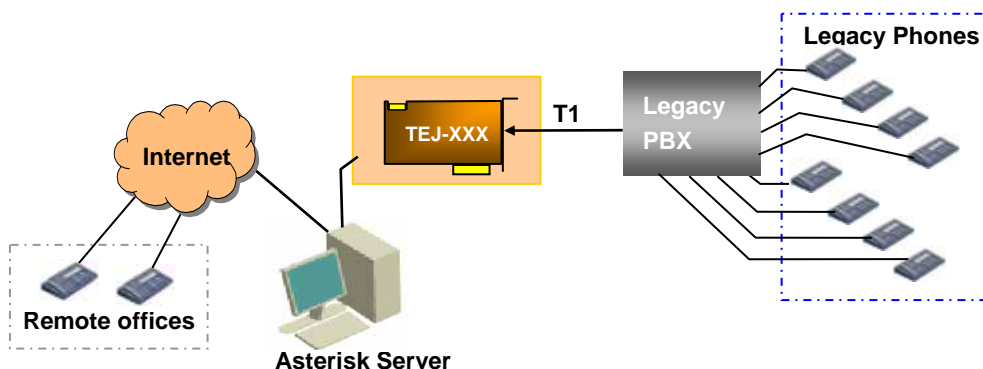 Legacy Phones
T1
Legacy
PBX
TEJ-XXX
Internet
Remote offices
Asterisk Server